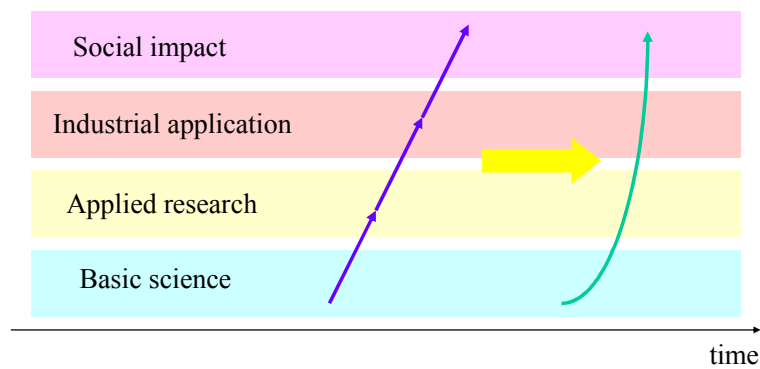 Social impact
Industrial application
Applied research
Basic science
time